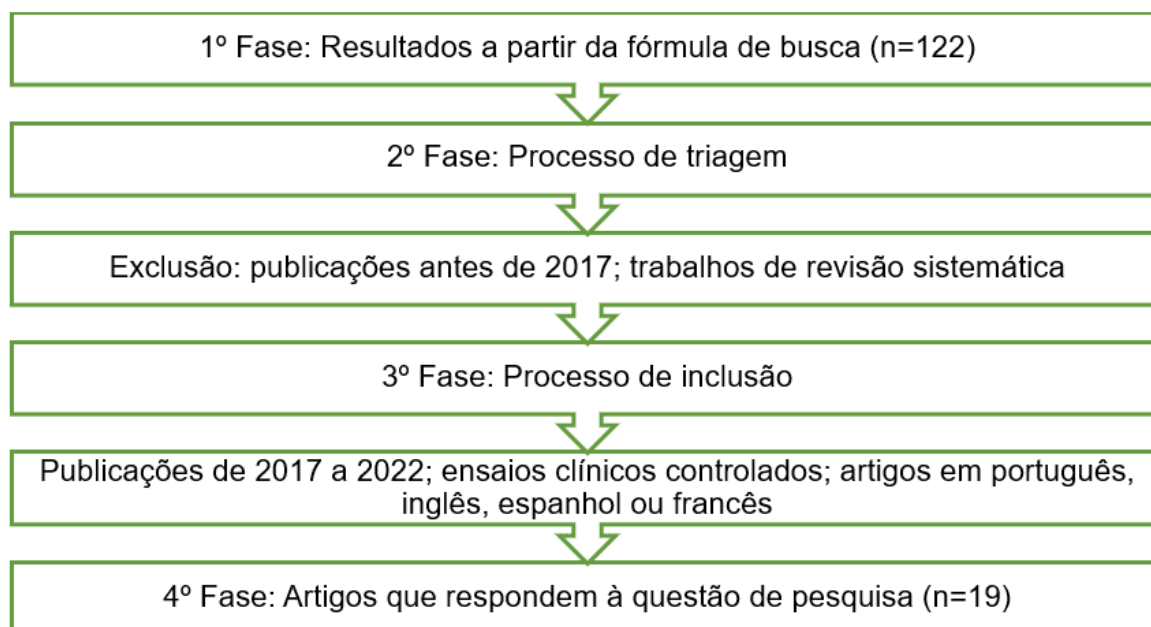 1º Fase: Resultados a partir da fórmula de busca (n=122)
2º Fase: Processo de triagem
Exclusão: publicações antes de 2017; trabalhos de revisão sistemática
3º Fase: Processo de inclusão
Publicações de 2017 a 2022; ensaios clínicos controlados; artigos em português,
inglês, espanhol ou francês
4º Fase: Artigos que respondem à questão de pesquisa (n=19)